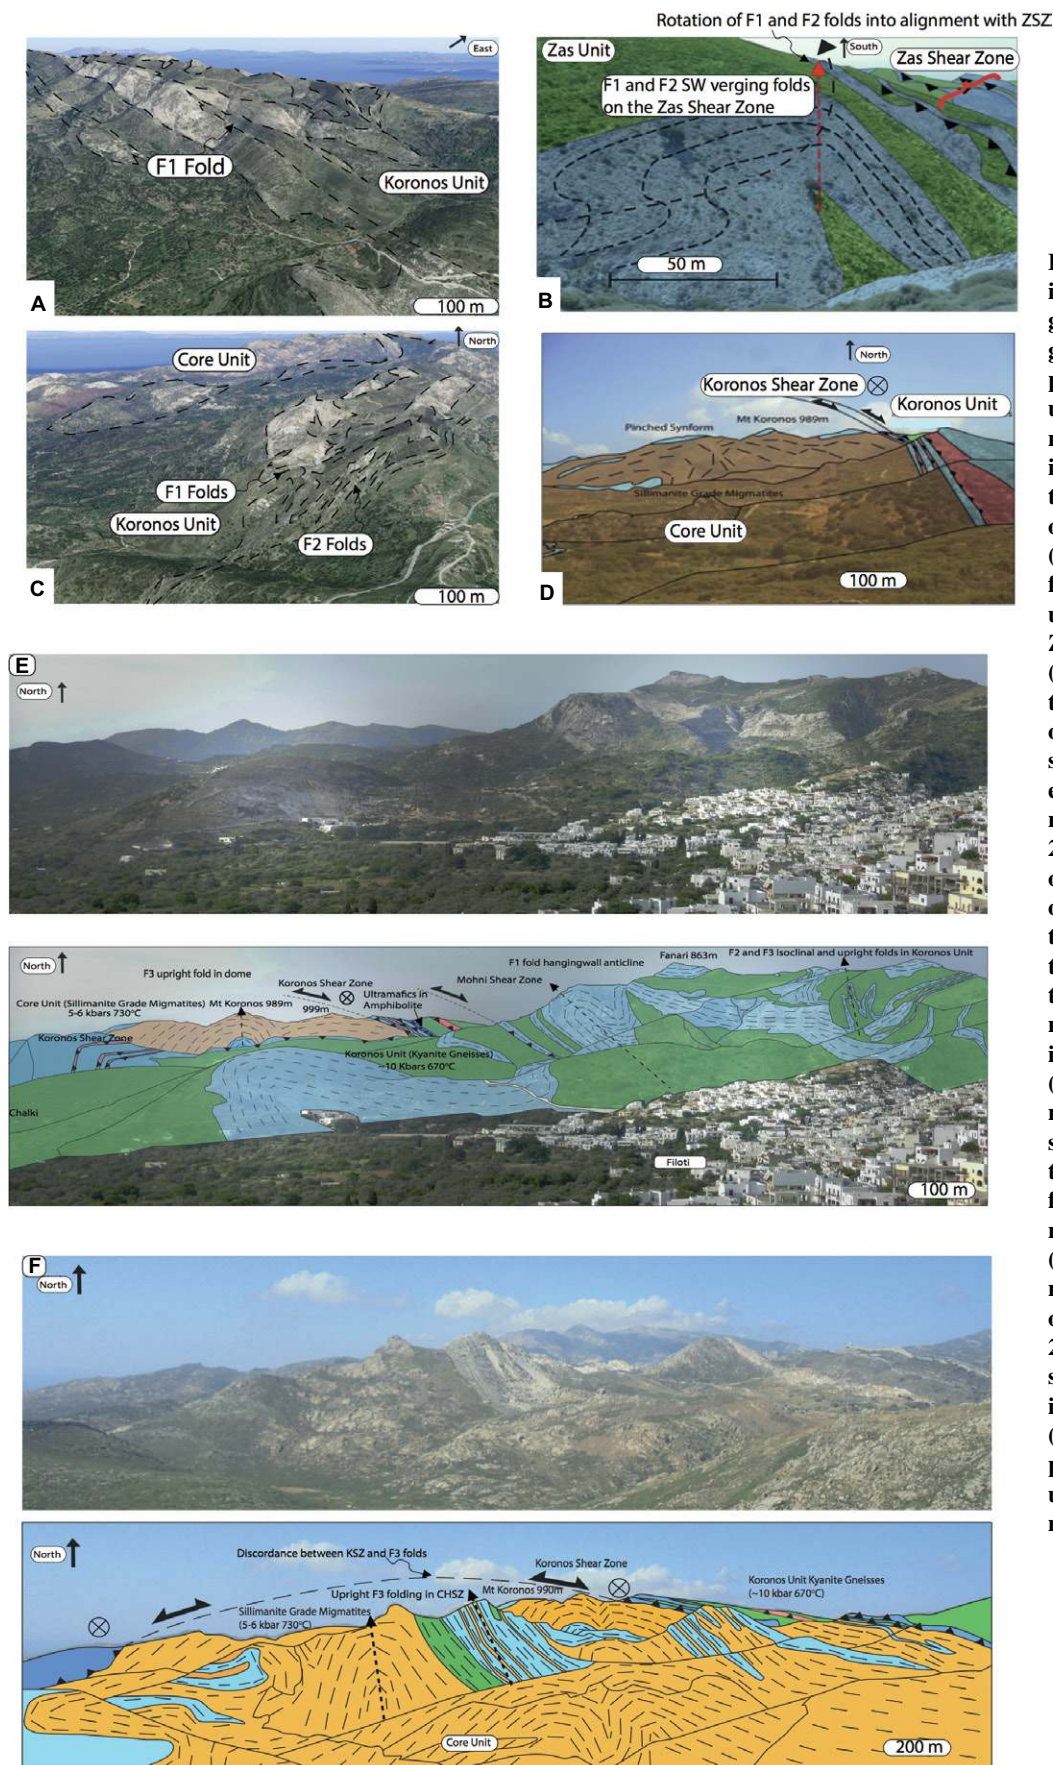 Rotation of F1 and F2 folds into alignment with ZSZ
East
F1 Fold
Koronos Unit
A
100 m
Zas Unit
South
Zas Shear Zone
F1 and F2 SW verging folds
on the Zas Shear Zone
50 m
B
North
Core Unit
F1 Folds
Koronos Unit
F2 Folds
C
100 m
North
Koronos Shear Zone
Koronos Unit
Mt Koronos 989m
Pinched Synform
Sillimanite Grade Migmatites
Core Unit
D
100 m
E
North
North
F3 upright fold in dome
Koronos Shear Zone
F1 fold hangingwall anticline
Fanari 863m
F2 and F3 Isoclinal and upright folds in Koronos Unit
Mohni Shear Zone
Core Unit (Sillimanite Grade Migmatites)
5-6 kbars 730°C
Mt Koronos 989m
999m
Ultramafics in
Amphibolite
Koronos Shear Zone
Koronos Unit (Kyanite Gneisses)
~10 Kbars 670°C
Chalki
Filoti
100 m
F
North
North
Discordance between KSZ and F3 folds
Koronos Shear Zone
Upright F3 folding in CHSZ
Mt Koronos 990m
Koronos Unit Kyanite Gneisses
(~10 kbar 670°C)
Sillimanite Grade Migmatites
(5-6 kbar 730°C)
Core Unit
200 m